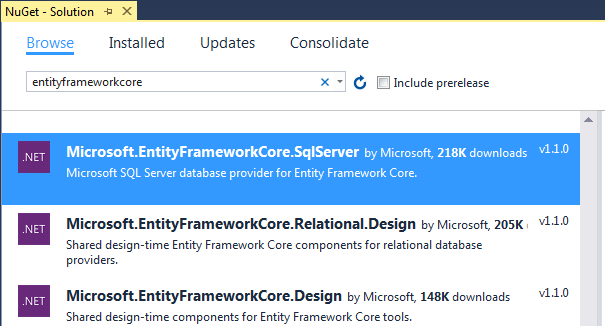 NuGet - Solution
Browse Installed Updates Consolidate
entityframeworkcore Include prerelease
.NET Microsoft.EntityFrameworkCore.SqlServer by Microsoft, 218K downloads v1.1.0
Microsoft SQL Server database provider for Entity Framework Core.
.NET Microsoft.EntityFrameworkCore.Relational.Design by Microsoft, 205K v1.1.0
Shared design-time Entity Framework Core components for relational database
providers.
.NET Microsoft.EntityFrameworkCore.Design by Microsoft, 148K downloads v1.1.0
Shared design-time components for Entity Framework Core tools.